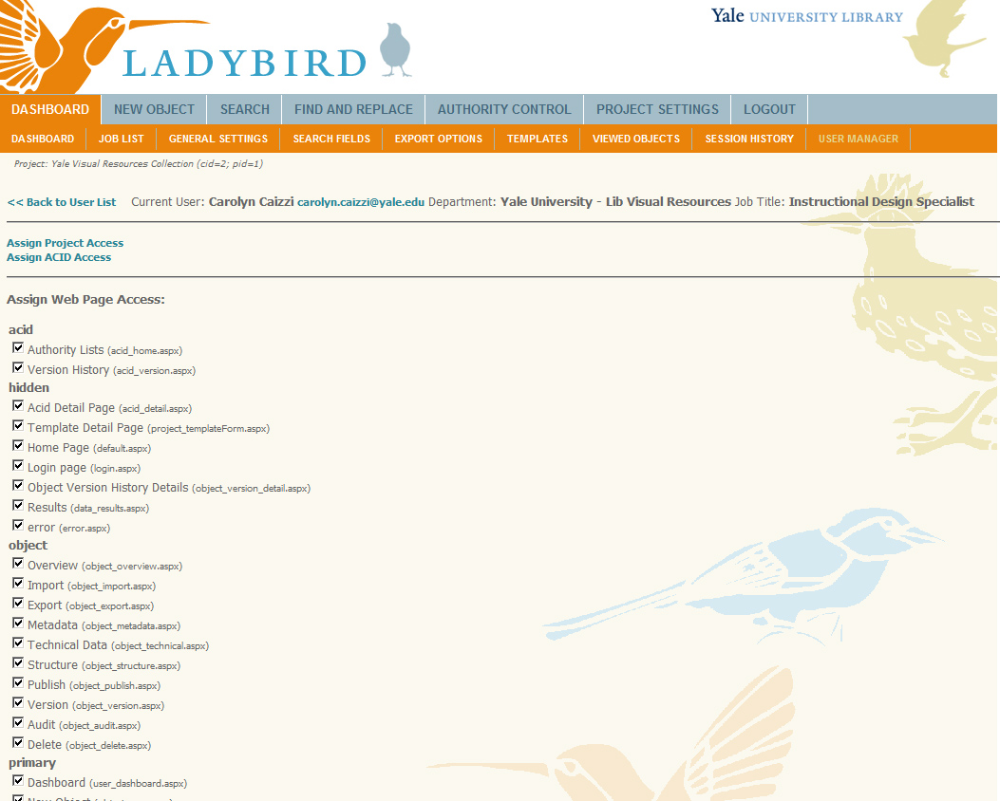 Yale UNIVERSITY LIBRARY
LADYBIRD
DASHBOARD NEW OBJECT SEARCH FIND AND REPLACE AUTHORITY CONTROL PROJECT SETTINGS LOGOUT
DASHBOARD JOB LIST GENERAL SETTINGS SEARCH FIELDS EXPORT OPTIONS TEMPLATES VIEWED OBJECTS SESSION HISTORY USER MANAGER
Project: Yale Visual Resources Collection (cid=2; pid=1)
<< Back to User List Current User: Carolyn Caizzi carolyn.caizzi@yale.edu Department: Yale University - Lib Visual Resources Job Title: Instructional Design Specialist
Assign Project Access
Assign ACID Access
Assign Web Page Access:
acid
Authority Lists (acid_home.aspx)
Version History (acid_version.aspx)
hidden
Acid Detail Page (acid_detail.aspx)
Template Detail Page (project_templateForm.aspx)
Home Page (default.aspx)
Login page (login.aspx)
Object Version History Details (object_version_detail.aspx)
Results (data_results.aspx)
error (error.aspx)
object
Overview (object_overview.aspx)
Import (object_import.aspx)
Export (object_export.aspx)
Metadata (object_metadata.aspx)
Technical Data (object_technical.aspx)
Structure (object_structure.aspx)
Publish (object_publish.aspx)
Version (object_version.aspx)
Audit (object_audit.aspx)
Delete (object_delete.aspx)
primary
Dashboard (user_dashboard.aspx)
New Object